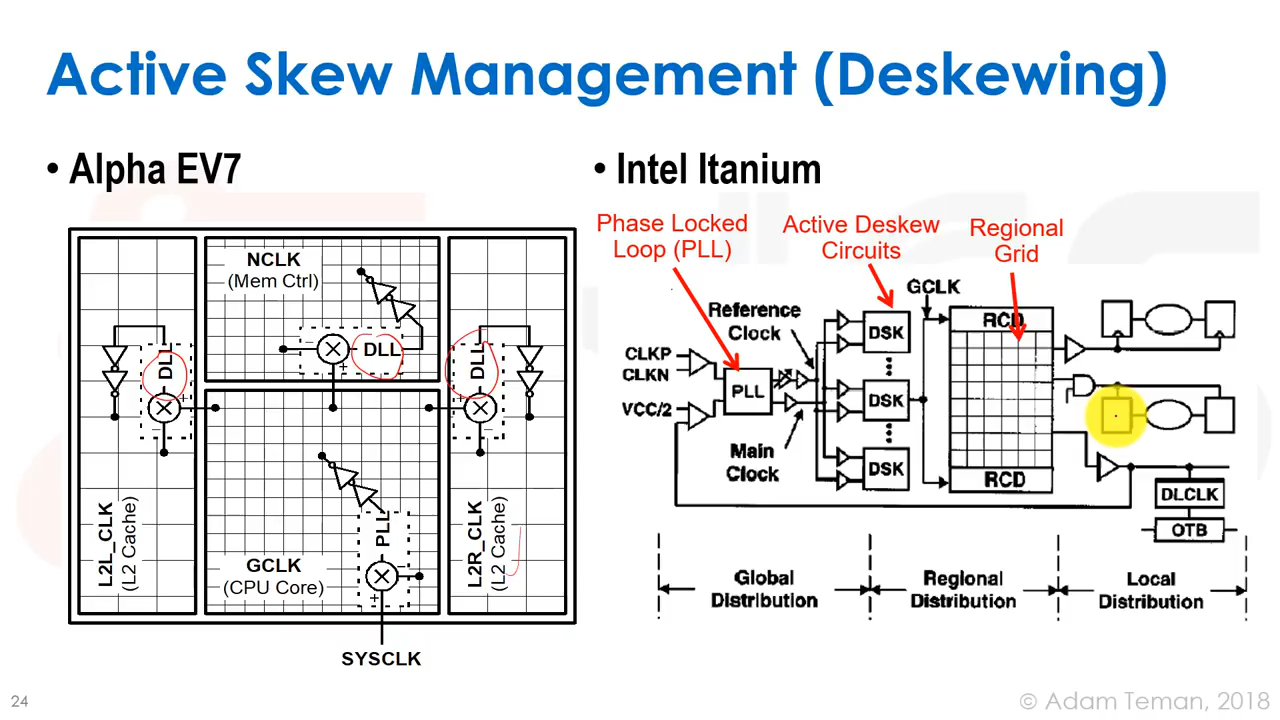 Active Skew Management (Deskewing)
• Alpha EV7
NCLK
(Mem Ctrl)
DLL
DLL
DLL
L2L_CLK
(L2 Cache)
GCLK
(CPU Core)
PLL
L2R_CLK
(L2 Cache)
SYSCLK
• Intel Itanium
Phase Locked
Loop (PLL)
Active Deskew
Circuits
Regional
Grid
GCLK
Reference
Clock
CLKP
CLKN
VCC/2
PLL
Main
Clock
DSK
DSK
DSK
RCD
RCD
DLCLK
OTB
Global
Distribution
Regional
Distribution
Local
Distribution
24
© Adam Teman, 2018